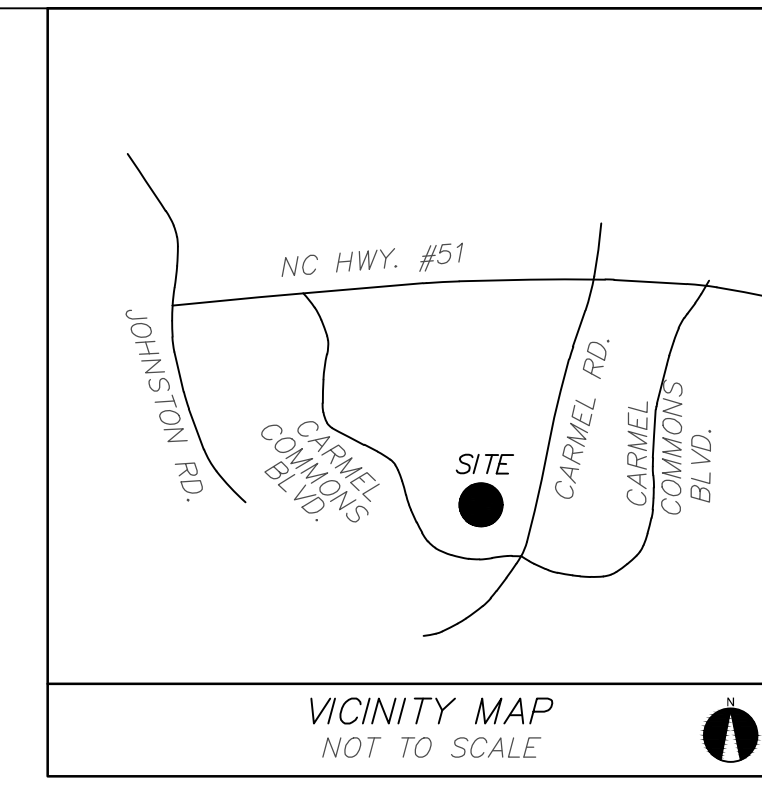 NC HWY. #51
JOHNSTON RD.
CARMEL
COMMONS
BLVD.
SITE
CARMEL RD.
CARMEL
COMMONS
BLVD.
VICINITY MAP
NOT TO SCALE
N